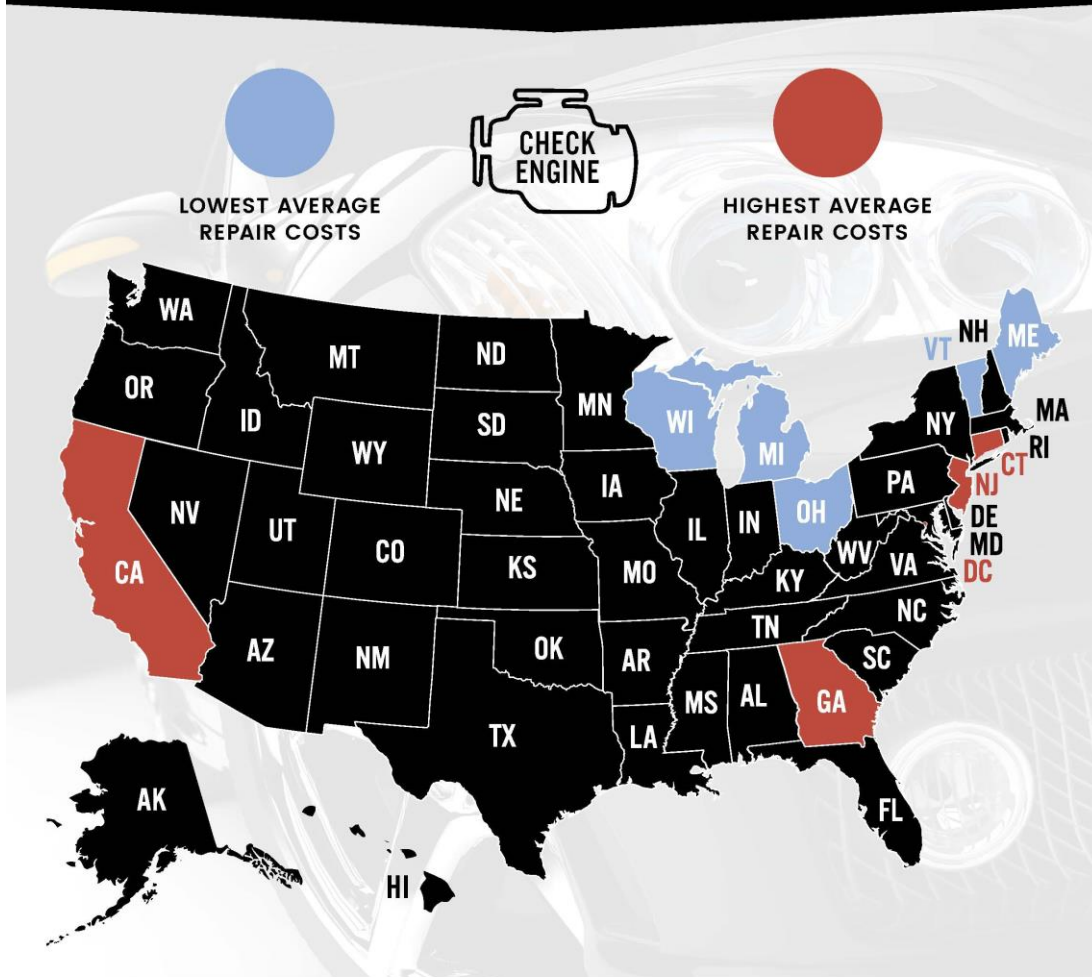 CHECK
ENGINE
LOWEST AVERAGE
REPAIR COSTS
HIGHEST AVERAGE
REPAIR COSTS
WA
MT
ND
MN
VT
NH
ME
OR
ID
SD
WI
NY
MA
WY
MI
RI
CT
NV
UT
NE
IA
PA
NJ
CO
IL
IN
OH
DE
MD
CA
KS
MO
WV
VA
DC
KY
AZ
NM
OK
AR
TN
NC
SC
MS
AL
GA
TX
LA
AK
FL
HI